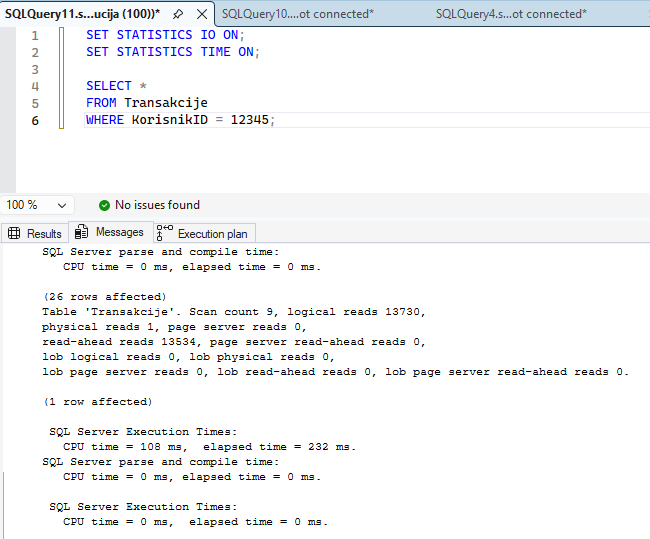 SQLQuery11.s...ucija (100))*
SQLQuery10....ot connected*
SQLQuery4.s...ot connected*
1 SET STATISTICS IO ON;
2 SET STATISTICS TIME ON;
3
4 SELECT *
5 FROM Transakcije
6 WHERE KorisnikID = 12345;
100 %
No issues found
Results
Messages
Execution plan
SQL Server parse and compile time:
CPU time = 0 ms, elapsed time = 0 ms.
(26 rows affected)
Table 'Transakcije'. Scan count 9, logical reads 13730,
physical reads 1, page server reads 0,
read-ahead reads 13534, page server read-ahead reads 0,
lob logical reads 0, lob physical reads 0,
lob page server reads 0, lob read-ahead reads 0, lob page server read-ahead reads 0.
(1 row affected)
SQL Server Execution Times:
CPU time = 108 ms,  elapsed time = 232 ms.
SQL Server parse and compile time:
CPU time = 0 ms, elapsed time = 0 ms.
SQL Server Execution Times:
CPU time = 0 ms,  elapsed time = 0 ms.